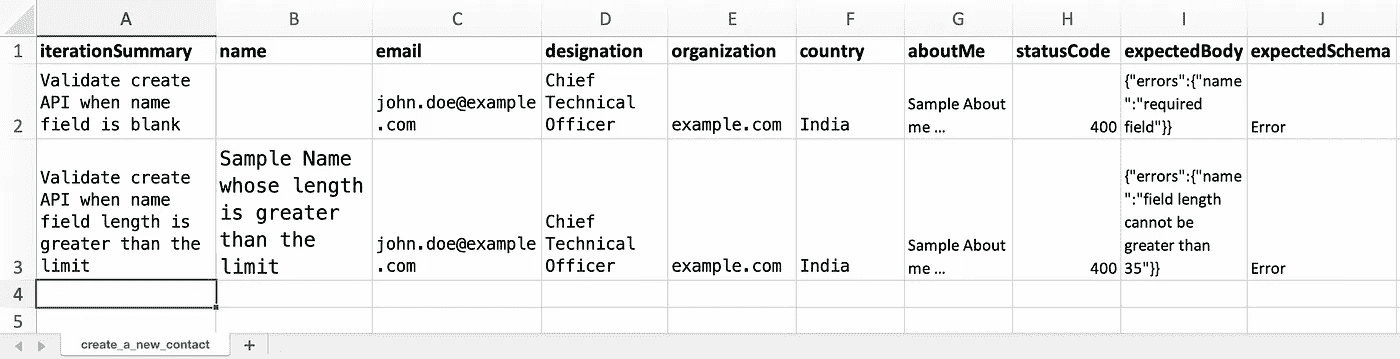 A B C D E F G H I J
1 iterationSummary name email designation organization country aboutMe statusCode expectedBody expectedSchema
2
Validate create
API when name
field is blank
john.doe@example
.com
Chief
Technical
Officer
example.com
India
Sample About
me ...
400
{"errors":{"name
":"required
field"}}
Error
3
Validate create
API when name
field length is
greater than the
limit
Sample Name
whose length
is greater
than the
limit
john.doe@example
.com
Chief
Technical
Officer
example.com
India
Sample About
me ...
400
{"errors":{"name
":"field length
cannot be
greater than
35"}}
Error
4
5
create_a_new_contact +